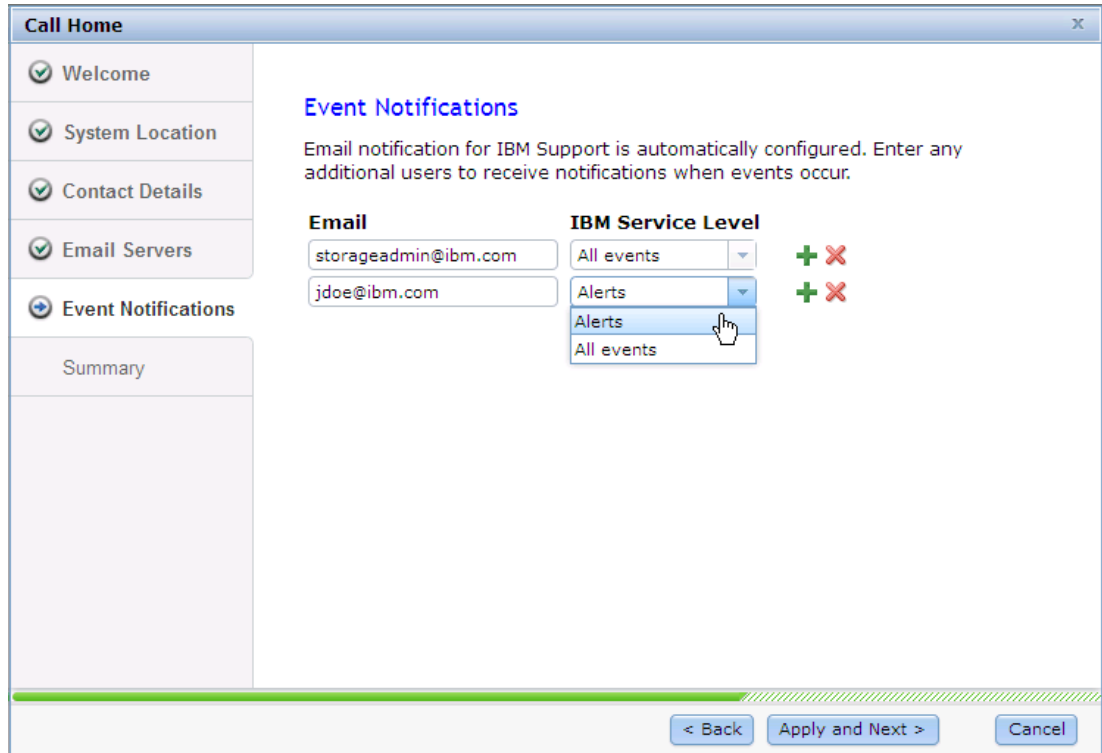 Call Home
x
Welcome
System Location
Contact Details
Email Servers
Event Notifications
Summary
Event Notifications
Email notification for IBM Support is automatically configured. Enter any
additional users to receive notifications when events occur.
Email IBM Service Level
storageadmin@ibm.com All events
jdoe@ibm.com Alerts
Alerts
All events
< Back Apply and Next > Cancel